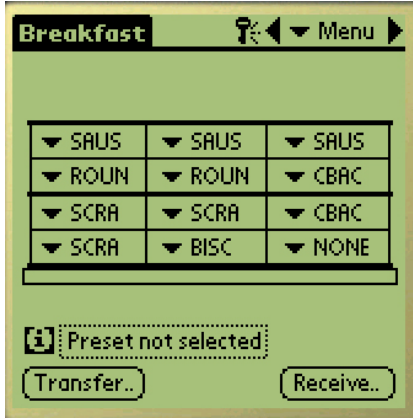 Breakfast Menu
SAUS SAUS SAUS
ROUN ROUN CBAC
SCRA SCRA CBAC
SCRA BISC NONE
Preset not selected
Transfer.. Receive..